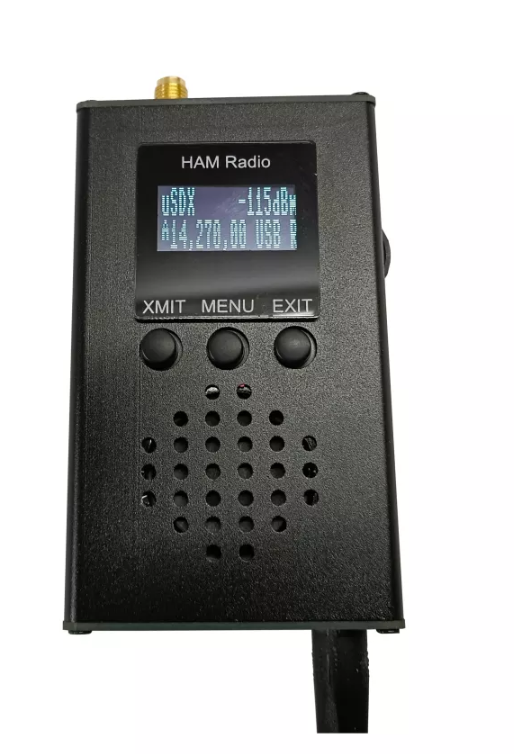 HAM Radio
uSDX -115dBm
A14,270,00 USB R
XMIT MENU EXIT